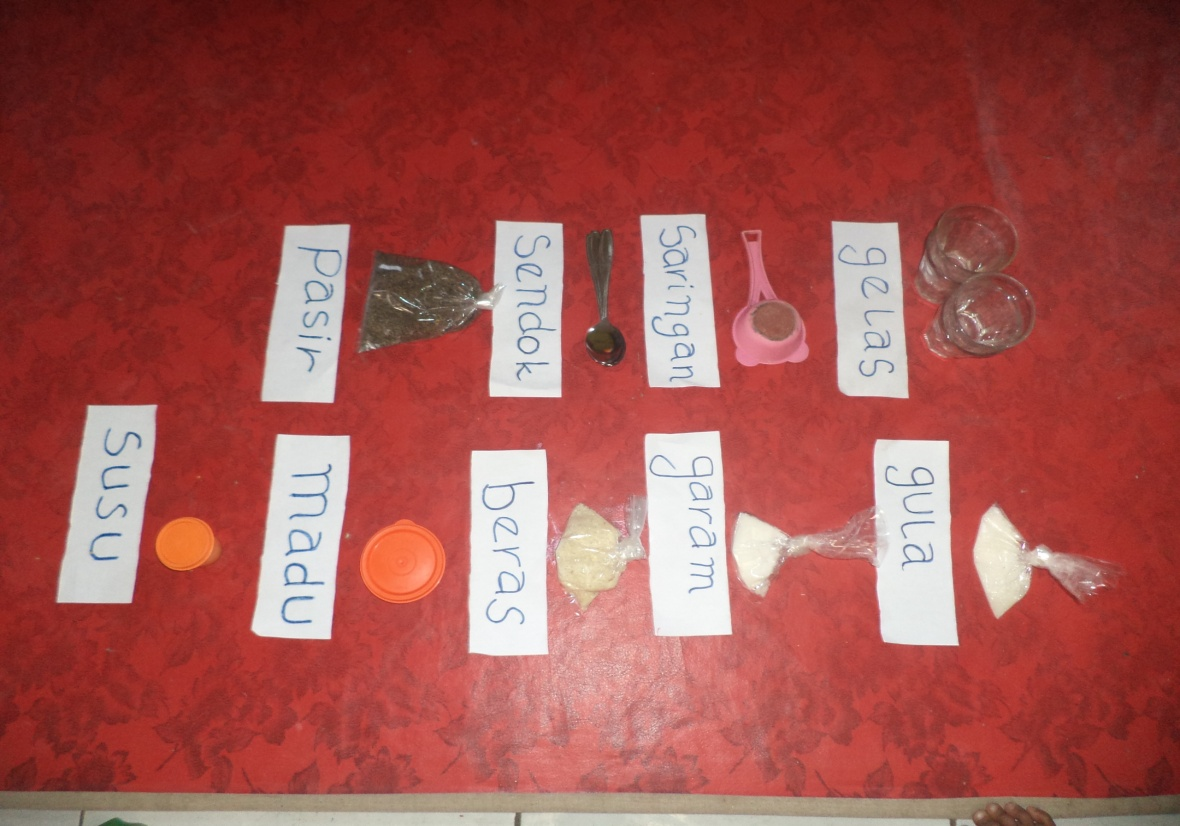 gelas
Saringan
Sendok
pasir
gula
garam
beras
madu
Susu